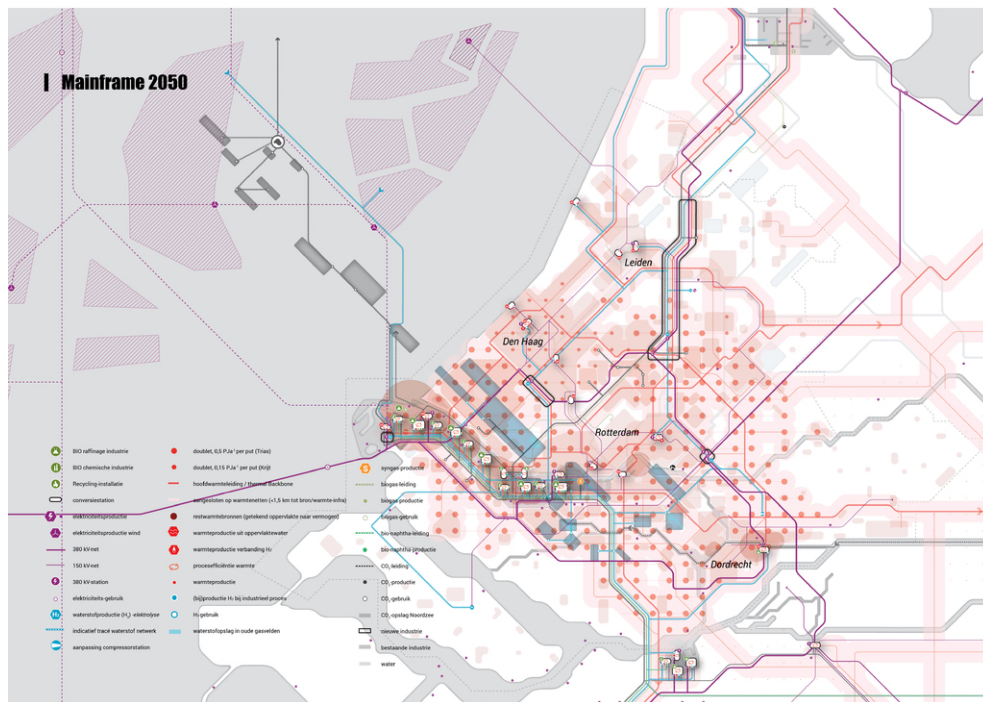 Mainframe 2050
Leiden
Den Haag
Rotterdam
Dordrecht
BIO raffinage industrie
BIO chemische industrie
Recycling-installatie
conversiestation
elektriciteitsproductie
elektriciteitsproductie wind
380 kV-net
150 kV-net
380 kV-station
elektriciteits-gebruik
waterstofproductie (H₂) -elektrolyse
indicatief tracé waterstof netwerk
aanpassing compressorstation
doublet, 0,5 PJa⁻¹ per put (Trias)
doublet, 0,15 PJa⁻¹ per put (Krijt)
hoofdwarmteleiding / thermal Backbone
aangesloten op warmtenetten (<1,5 km tot bron/warmte-infra)
restwarmtebronnen (getekend oppervlakte naar vermogen)
warmteproductie uit oppervlaktewater
warmteproductie verbanding H₂
procesefficiëntie warmte
warmteproductie
(bij)productie H₂ bij industrieel proces
H₂-gebruik
waterstofopslag in oude gasvelden
syngas productie
biogas-leiding
biogas productie
biogas-gebruik
bio-naphtha-leiding
bio-naphtha productie
CO₂-leiding
CO₂-productie
CO₂-gebruik
CO₂-opslag Noordzee
nieuwe industrie
bestaande industrie
water